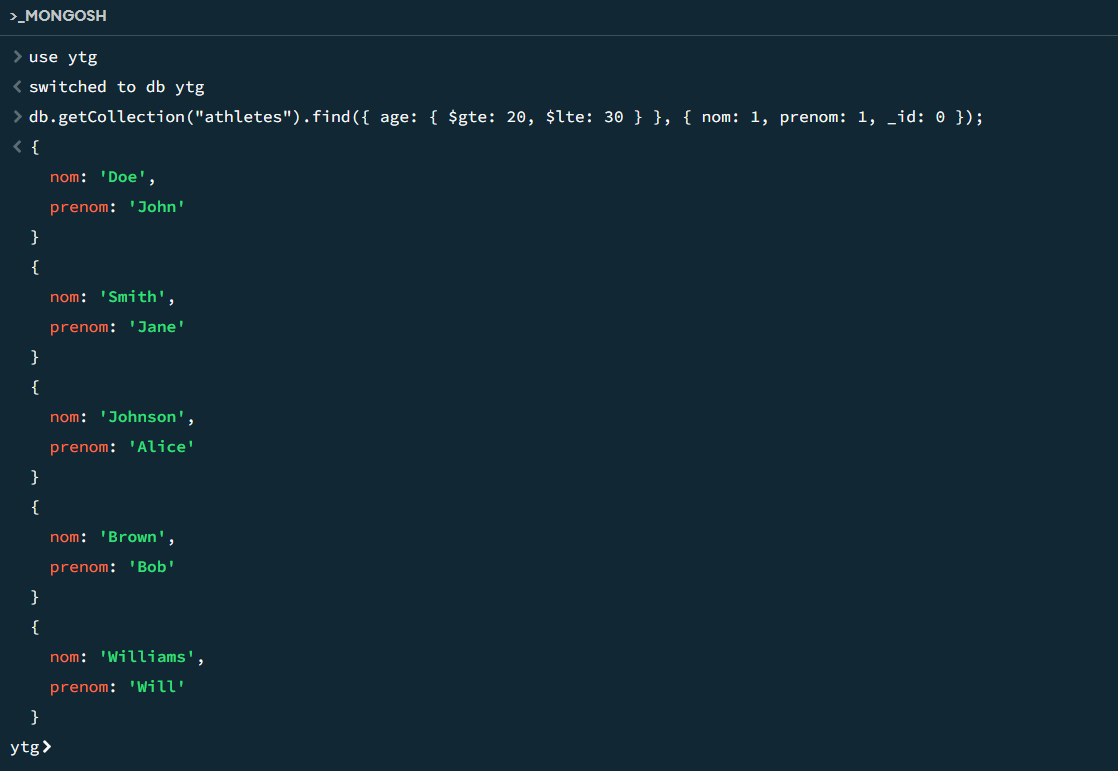 >_MONGOSH
> use ytg
< switched to db ytg
> db.getCollection("athletes").find({ age: { $gte: 20, $lte: 30 } }, { nom: 1, prenom: 1, _id: 0 });
< {
nom: 'Doe',
prenom: 'John'
}
{
nom: 'Smith',
prenom: 'Jane'
}
{
nom: 'Johnson',
prenom: 'Alice'
}
{
nom: 'Brown',
prenom: 'Bob'
}
{
nom: 'Williams',
prenom: 'Will'
}
ytg>